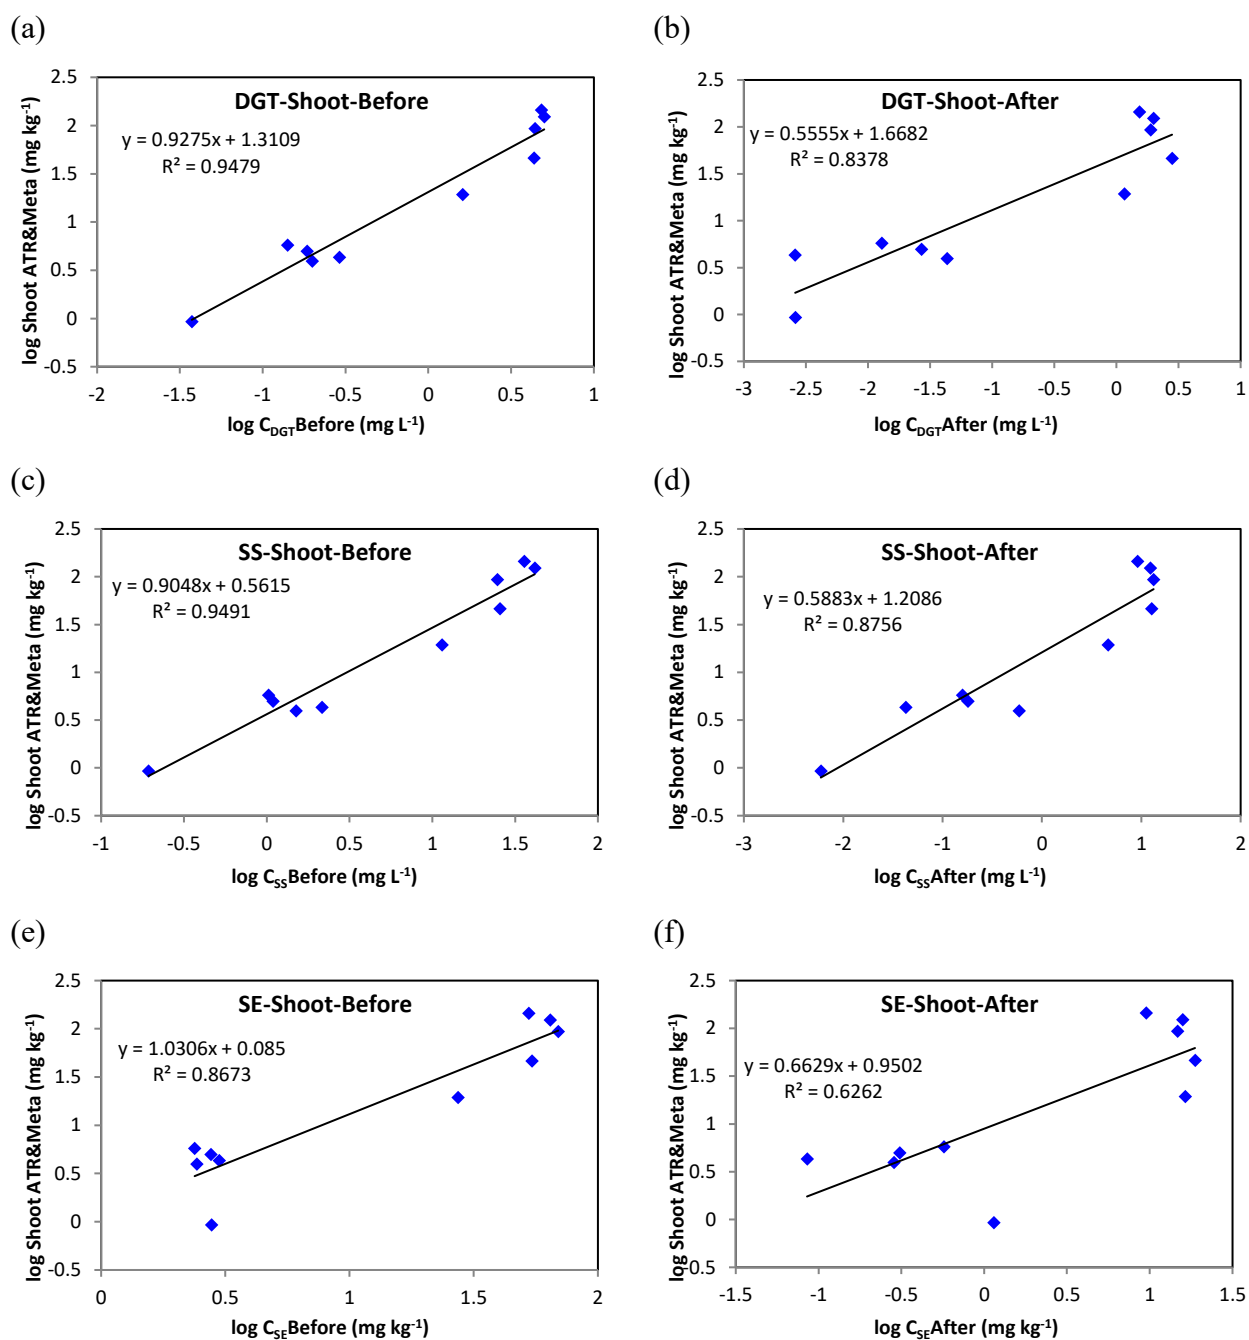 (a)
DGT-Shoot-Before
y = 0.9275x + 1.3109
R² = 0.9479
log Shoot ATR&Meta (mg kg⁻¹)
2.5
2
1.5
1
0.5
0
-0.5
-2
-1.5
-1
-0.5
0
0.5
1
log C_DGT Before (mg L⁻¹)
(b)
DGT-Shoot-After
y = 0.5555x + 1.6682
R² = 0.8378
log Shoot ATR&Meta (mg kg⁻¹)
2.5
2
1.5
1
0.5
0
-0.5
-3
-2.5
-2
-1.5
-1
-0.5
0
0.5
1
log C_DGT After (mg L⁻¹)
(c)
SS-Shoot-Before
y = 0.9048x + 0.5615
R² = 0.9491
log Shoot ATR&Meta (mg kg⁻¹)
2.5
2
1.5
1
0.5
0
-0.5
-1
-0.5
0
0.5
1
1.5
2
log C_SS Before (mg L⁻¹)
(d)
SS-Shoot-After
y = 0.5883x + 1.2086
R² = 0.8756
log Shoot ATR&Meta (mg kg⁻¹)
2.5
2
1.5
1
0.5
0
-0.5
-3
-2
-1
0
1
2
log C_SS After (mg L⁻¹)
(e)
SE-Shoot-Before
y = 1.0306x + 0.085
R² = 0.8673
log Shoot ATR&Meta (mg kg⁻¹)
2.5
2
1.5
1
0.5
0
-0.5
0
0.5
1
1.5
2
log C_SE Before (mg kg⁻¹)
(f)
SE-Shoot-After
y = 0.6629x + 0.9502
R² = 0.6262
log Shoot ATR&Meta (mg kg⁻¹)
2.5
2
1.5
1
0.5
0
-0.5
-1.5
-1
-0.5
0
0.5
1
1.5
log C_SE After (mg kg⁻¹)